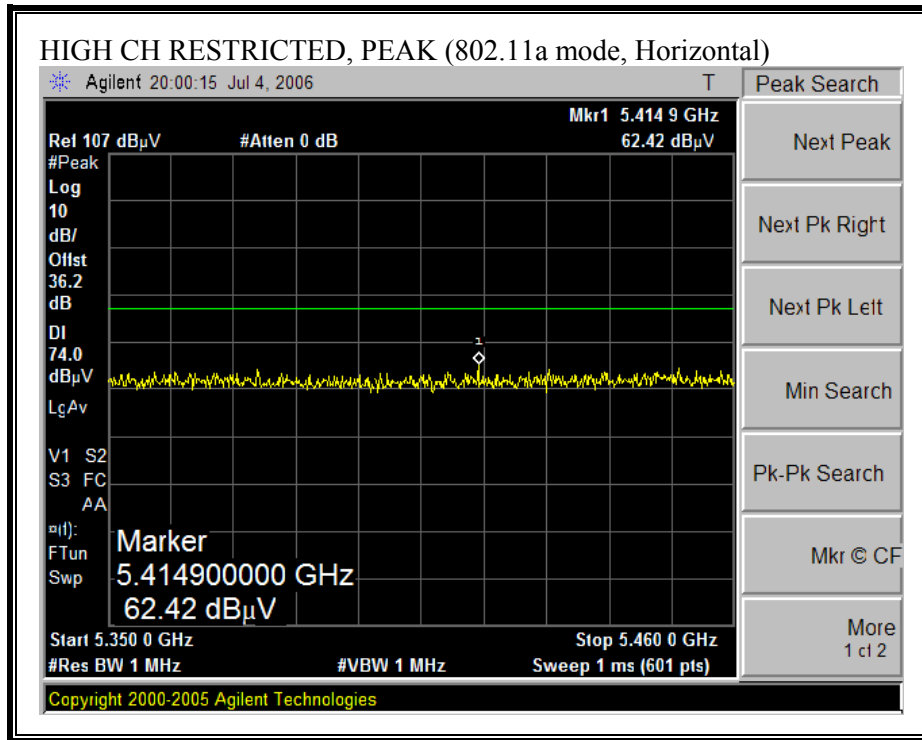 HIGH CH RESTRICTED, PEAK (802.11a mode, Horizontal)
Agilent 20:00:15 Jul 4, 2006 T
Peak Search
Mkr1 5.414 9 GHz
Ref 107 dBµV #Atten 0 dB 62.42 dBµV
#Peak
Log
10
dB/
Offst
36.2
dB
DI
74.0
dBµV
LgAv
V1 S2
S3 FC
AA
¤(f):
FTun
Swp
1
Marker
5.414900000 GHz
62.42 dBµV
Start 5.350 0 GHz Stop 5.460 0 GHz
#Res BW 1 MHz #VBW 1 MHz Sweep 1 ms (601 pts)
Copyright 2000-2005 Agilent Technologies
Next Peak
Next Pk Right
Next Pk Left
Min Search
Pk-Pk Search
Mkr © CF
More
1 of 2